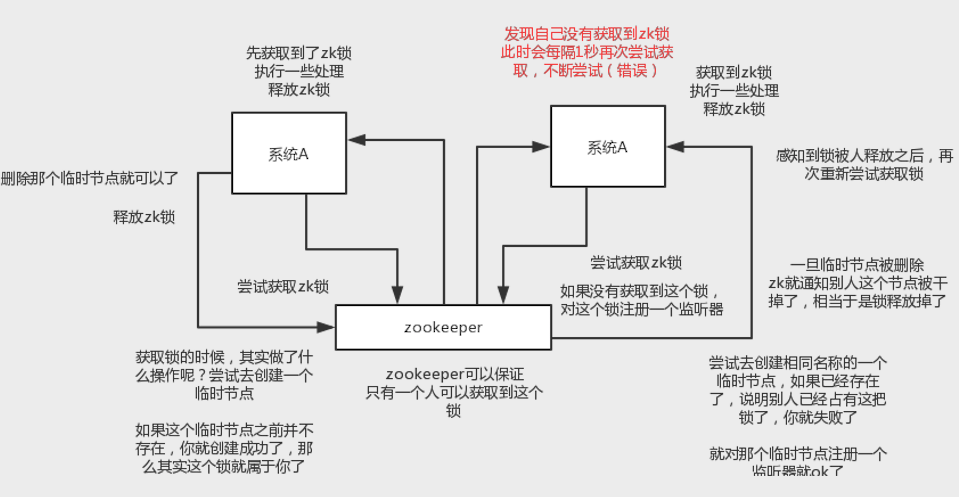 先获取到了zk锁
执行一些处理
释放zk锁
发现自己没有获取到zk锁
此时会每隔1秒再次尝试获
取，不断尝试（错误）
获取到zk锁
执行一些处理
释放zk锁
系统A
系统A
感知到锁被人释放之后，再
次重新尝试获取锁
删除那个临时节点就可以了
释放zk锁
尝试获取zk锁
尝试获取zk锁
如果没有获取到这个锁，
对这个锁注册一个监听器
一旦临时节点被删除
zk就通知别人这个节点被干
掉了，相当于是锁释放掉了
zookeeper
获取锁的时候，其实做了什
么操作呢？尝试去创建一个
临时节点
如果这个临时节点之前并不
存在，你就创建成功了，那
么其实这个锁就属于你了
zookeeper可以保证
只有一个人可以获取到这个
锁
尝试去创建相同名称的一个
临时节点，如果已经存在
了，说明别人已经占有这把
锁了，你就失败了
就对那个临时节点注册一个
监听器就ok了